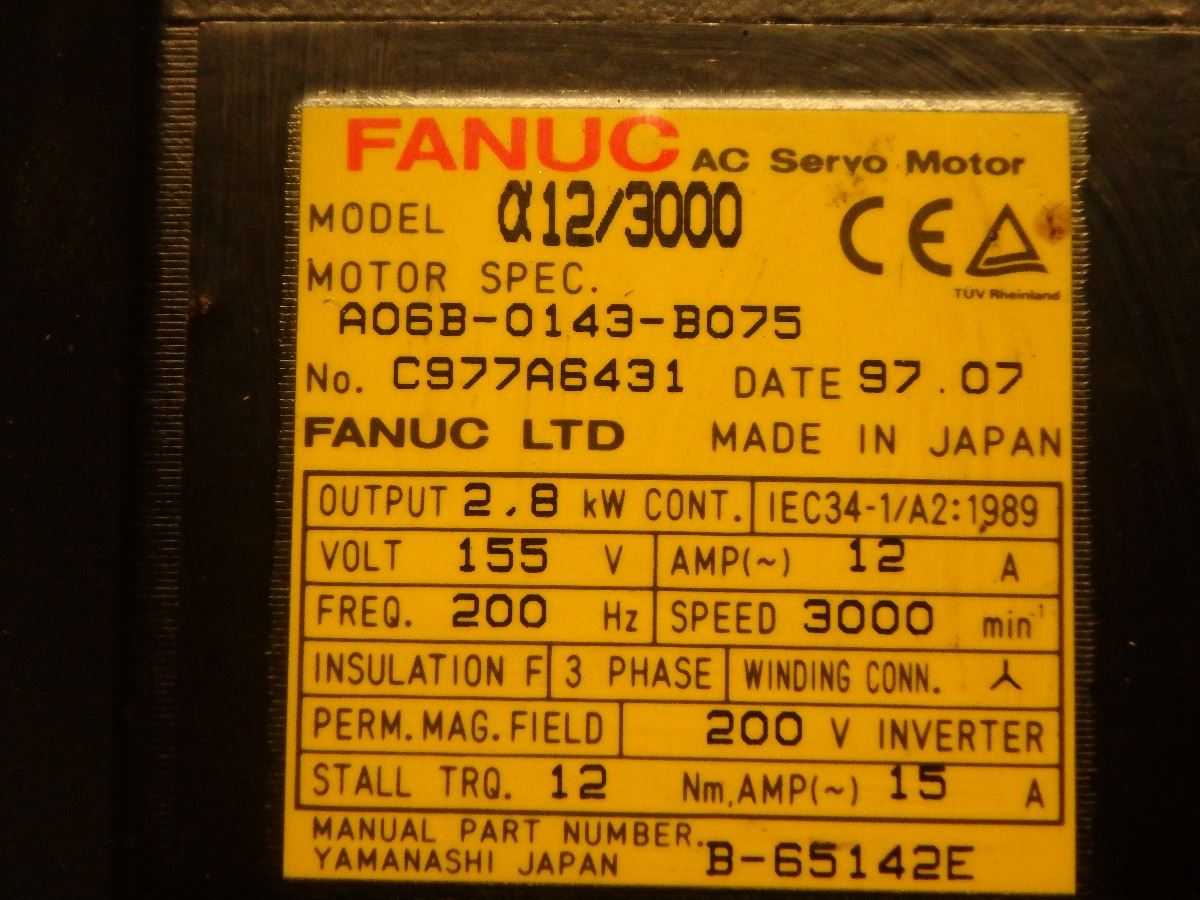 FANUC AC Servo Motor
MODEL α12/3000
CE
TÜV Rheinland
MOTOR SPEC.
A06B-0143-B075
No. C977A6431 DATE 97.07
FANUC LTD MADE IN JAPAN
OUTPUT 2.8 kW CONT. IEC34-1/A2:1989
VOLT 155 V AMP(~) 12 A
FREQ. 200 Hz SPEED 3000 min⁻¹
INSULATION F 3 PHASE WINDING CONN.
PERM.MAG.FIELD 200 V INVERTER
STALL TRQ. 12 Nm,AMP(~) 15 A
MANUAL PART NUMBER.
YAMANASHI JAPAN B-65142E